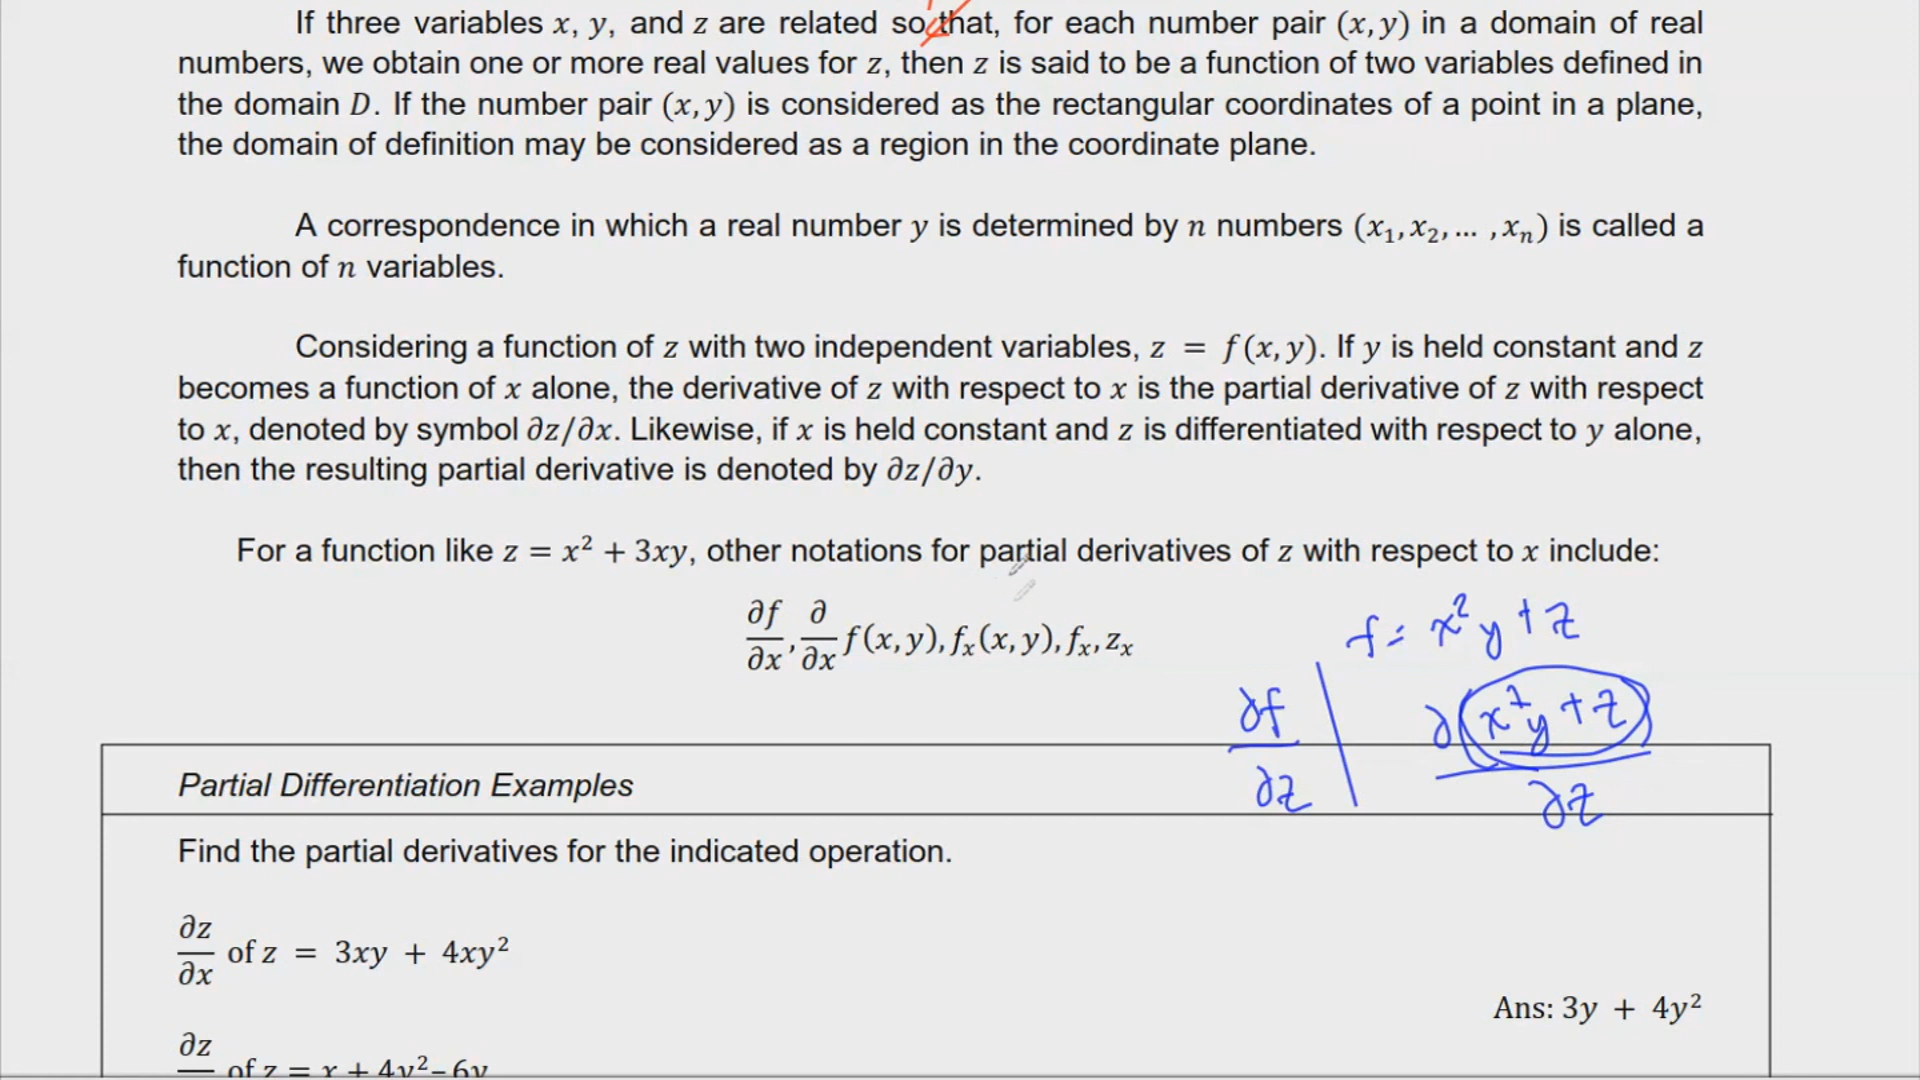 If three variables x, y, and z are related so that, for each number pair (x, y) in a domain of real
numbers, we obtain one or more real values for z, then z is said to be a function of two variables defined in
the domain D. If the number pair (x, y) is considered as the rectangular coordinates of a point in a plane,
the domain of definition may be considered as a region in the coordinate plane.
A correspondence in which a real number y is determined by n numbers (x₁, x₂, … , xₙ) is called a
function of n variables.
Considering a function of z with two independent variables, z = f(x, y). If y is held constant and z
becomes a function of x alone, the derivative of z with respect to x is the partial derivative of z with respect
to x, denoted by symbol ∂z/∂x. Likewise, if x is held constant and z is differentiated with respect to y alone,
then the resulting partial derivative is denoted by ∂z/∂y.
For a function like z = x² + 3xy, other notations for partial derivatives of z with respect to x include:
∂f/∂x, ∂/∂x f(x, y), fₓ(x, y), fₓ, zₓ
f = x²y + z
∂f/∂z | ∂(x²y + z)/∂z
Partial Differentiation Examples
Find the partial derivatives for the indicated operation.
∂z/∂x of z = 3xy + 4xy²
Ans: 3y + 4y²
∂z
of z = x + 4y² – 6y